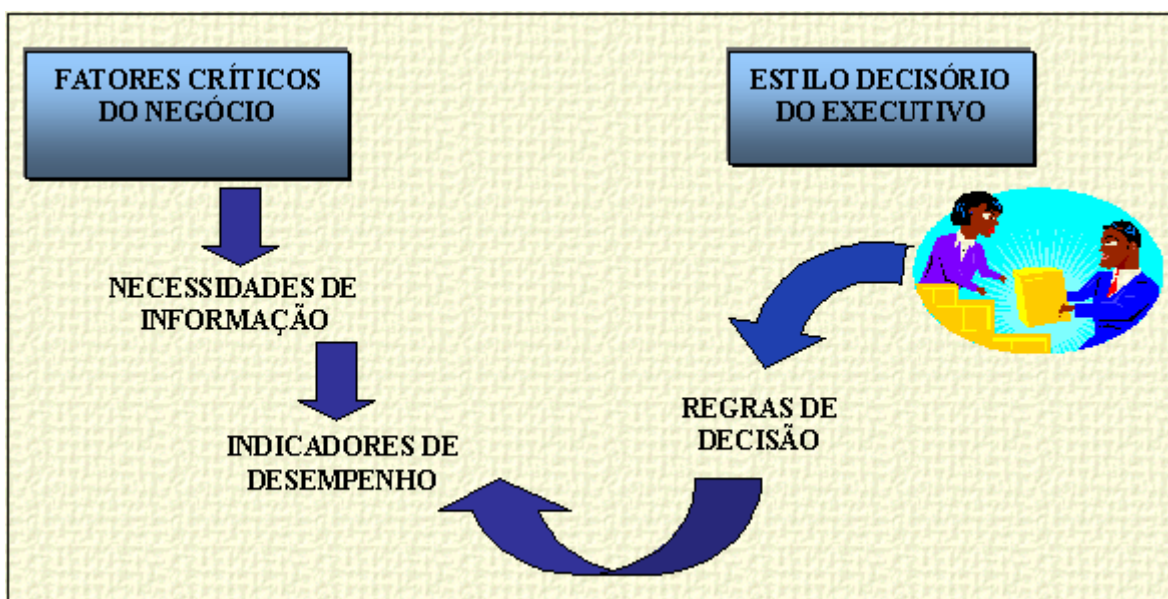 FATORES CRÍTICOS
DO NEGÓCIO
ESTILO DECISÓRIO
DO EXECUTIVO
NECESSIDADES DE
INFORMAÇÃO
REGRAS DE
DECISÃO
INDICADORES DE
DESEMPENHO